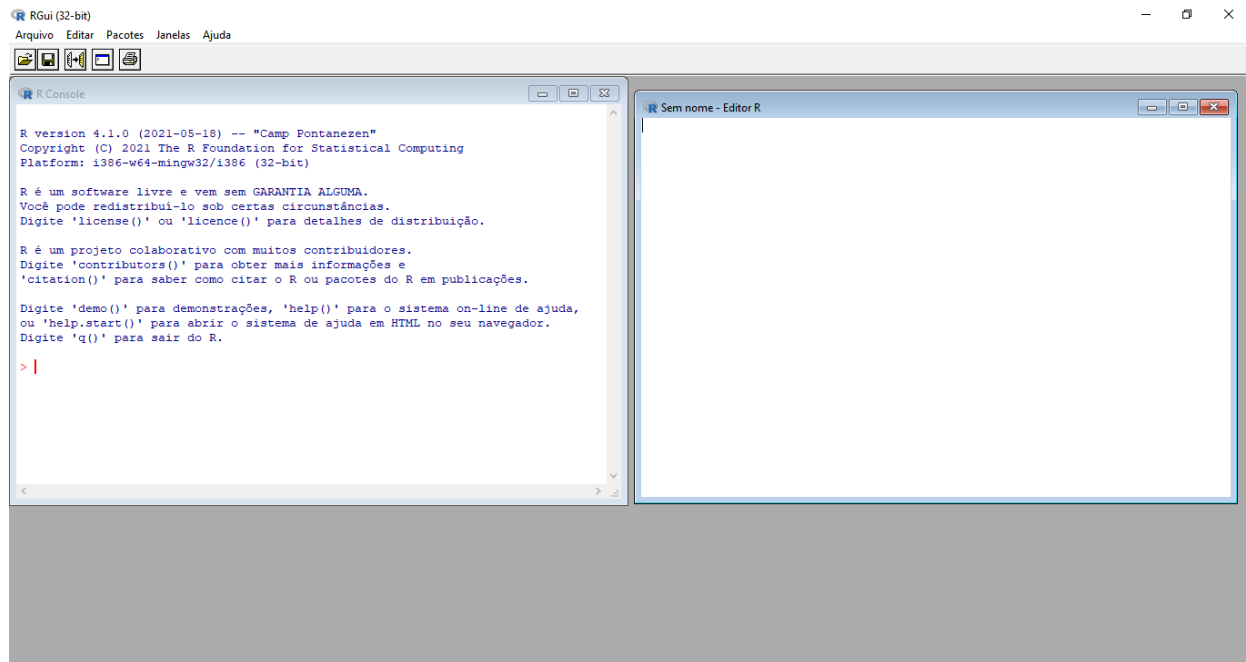 RGui (32-bit)
Arquivo Editar Pacotes Janelas Ajuda
R Console
R version 4.1.0 (2021-05-18) -- "Camp Pontanezen"
Copyright (C) 2021 The R Foundation for Statistical Computing
Platform: i386-w64-mingw32/i386 (32-bit)
R é um software livre e vem sem GARANTIA ALGUMA.
Você pode redistribuí-lo sob certas circunstâncias.
Digite 'license()' ou 'licence()' para detalhes de distribuição.
R é um projeto colaborativo com muitos contribuidores.
Digite 'contributors()' para obter mais informações e
'citation()' para saber como citar o R ou pacotes do R em publicações.
Digite 'demo()' para demonstrações, 'help()' para o sistema on-line de ajuda,
ou 'help.start()' para abrir o sistema de ajuda em HTML no seu navegador.
Digite 'q()' para sair do R.
>
Sem nome - Editor R